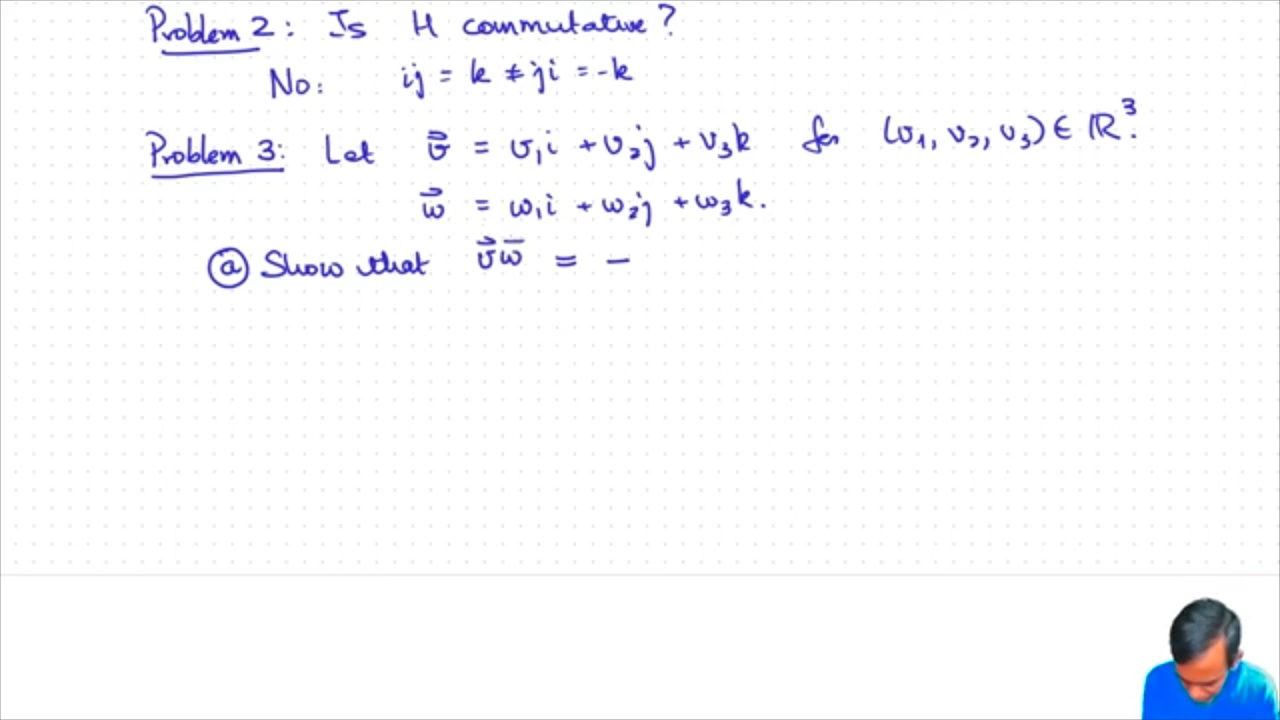 Problem 2: Is H commutative?
No: ij = k ≠ ji = -k
Problem 3: Let v⃗ = v₁i + v₂j + v₃k for (v₁, v₂, v₃) ∈ ℝ³.
w⃗ = w₁i + w₂j + w₃k.
ⓐ Show that v⃗w̄ = −